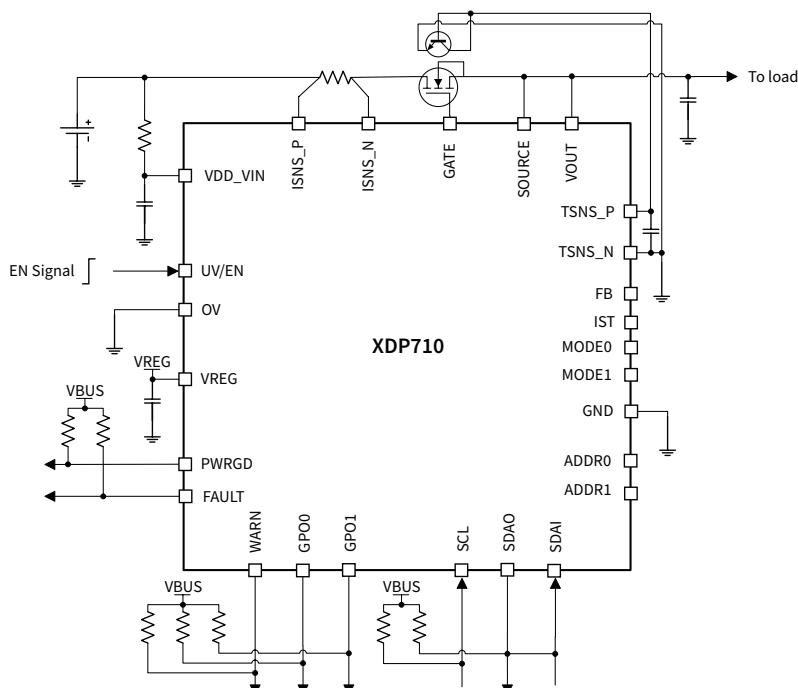 To load
+
-
ISNS_P
ISNS_N
GATE
SOURCE
VOUT
VDD_VIN
TSNS_P
TSNS_N
EN Signal
UV/EN
OV
FB
IST
XDP710
MODE0
MODE1
VREG
VREG
VBUS
GND
PWRGD
FAULT
ADDR0
ADDR1
WARN
GPO0
GPO1
SCL
SDAO
SDAI
VBUS
VBUS